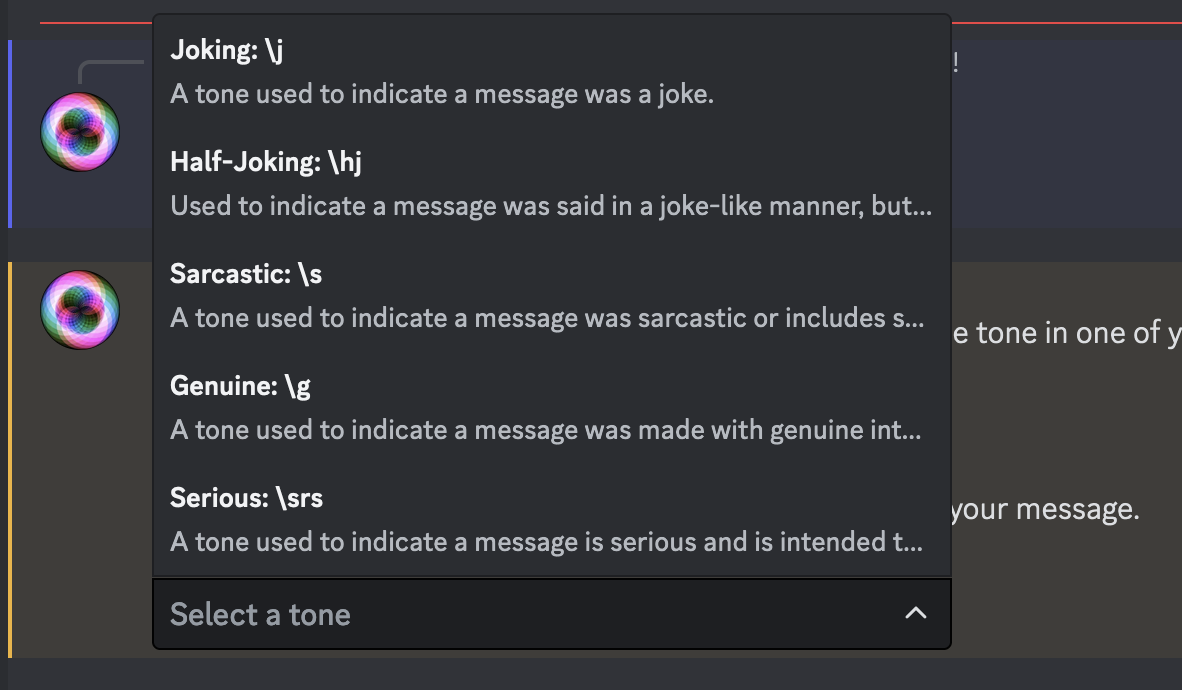 Joking: \j
!
A tone used to indicate a message was a joke.
Half-Joking: \hj
Used to indicate a message was said in a joke-like manner, but...
Sarcastic: \s
A tone used to indicate a message was sarcastic or includes s...
e tone in one of y
Genuine: \g
A tone used to indicate a message was made with genuine int...
Serious: \srs
your message.
A tone used to indicate a message is serious and is intended t...
Select a tone